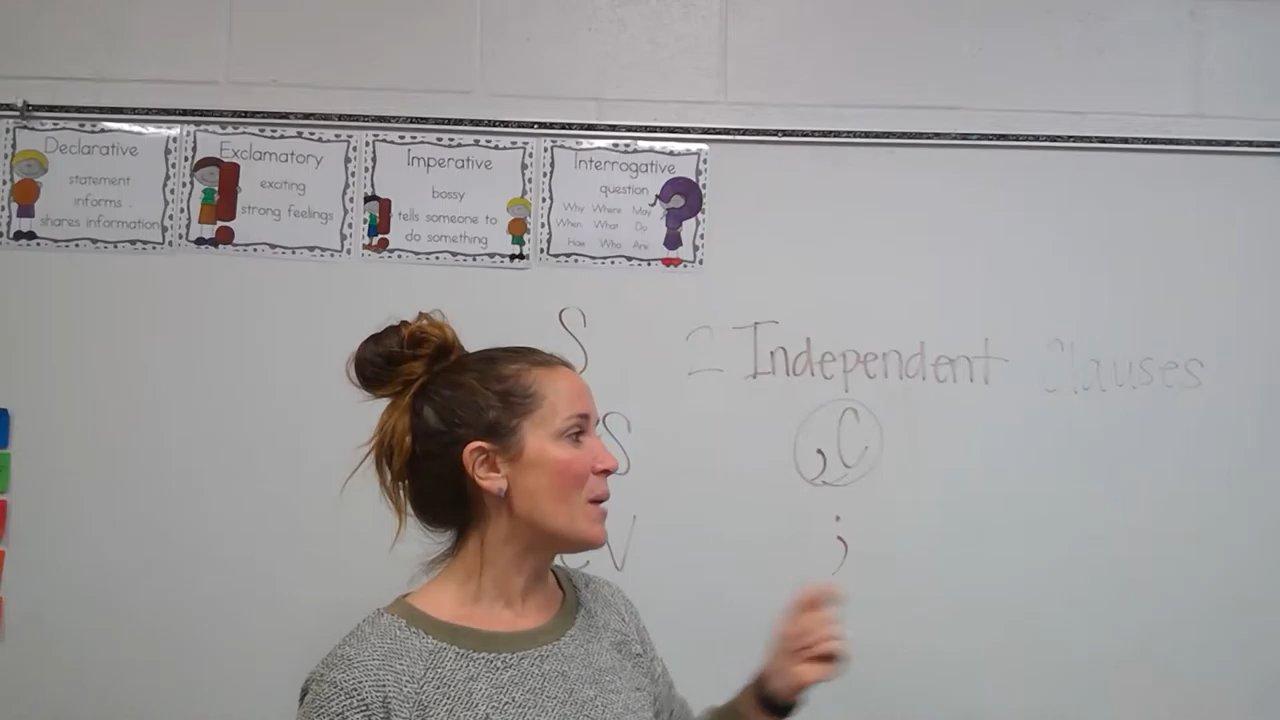 Declarative
statement
informs
shares information
Exclamatory
exciting
strong feelings
Imperative
bossy
tells someone to
do something
Interrogative
question
Why Where May
When What Do
How Who Are
S
2 Independent Clauses
S
,C
V
;